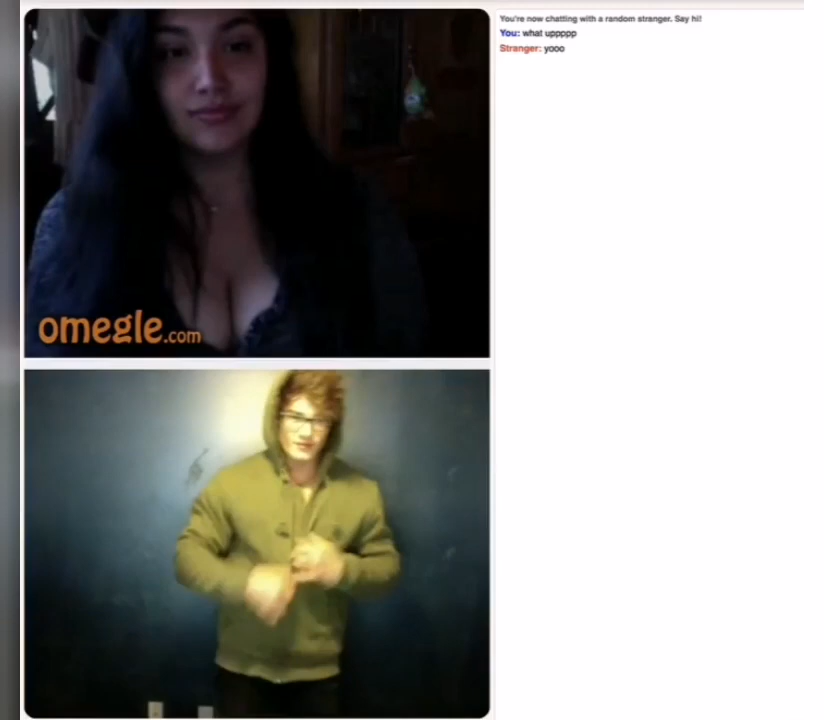 You're now chatting with a random stranger. Say hi!
You: what uppppp
Stranger: yooo
omegle.com